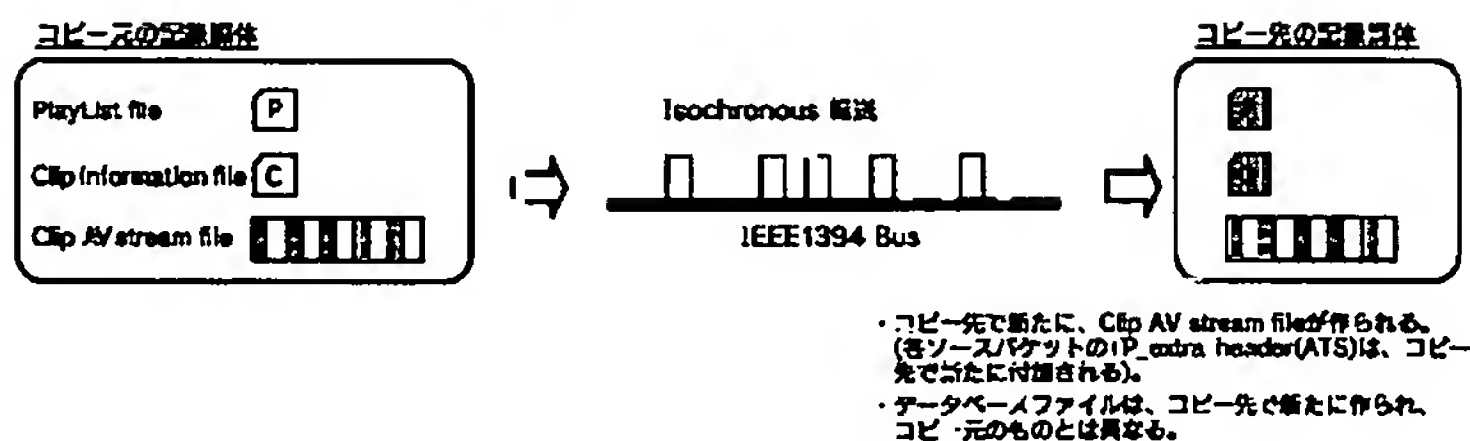 コピー元の記録媒体
コピー先の記録媒体
PlayList file
P
Isochronous 転送
Clip information file
C
Clip AV stream file
IEEE1394 Bus
・コピー先で新たに、Clip AV stream fileが作られる。
(各ソースパケットのTP_extra header(ATS)は、コピー
先で新たに付加される)。
・データベースファイルは、コピー先で新たに作られ、
コピー元のものとは異なる。